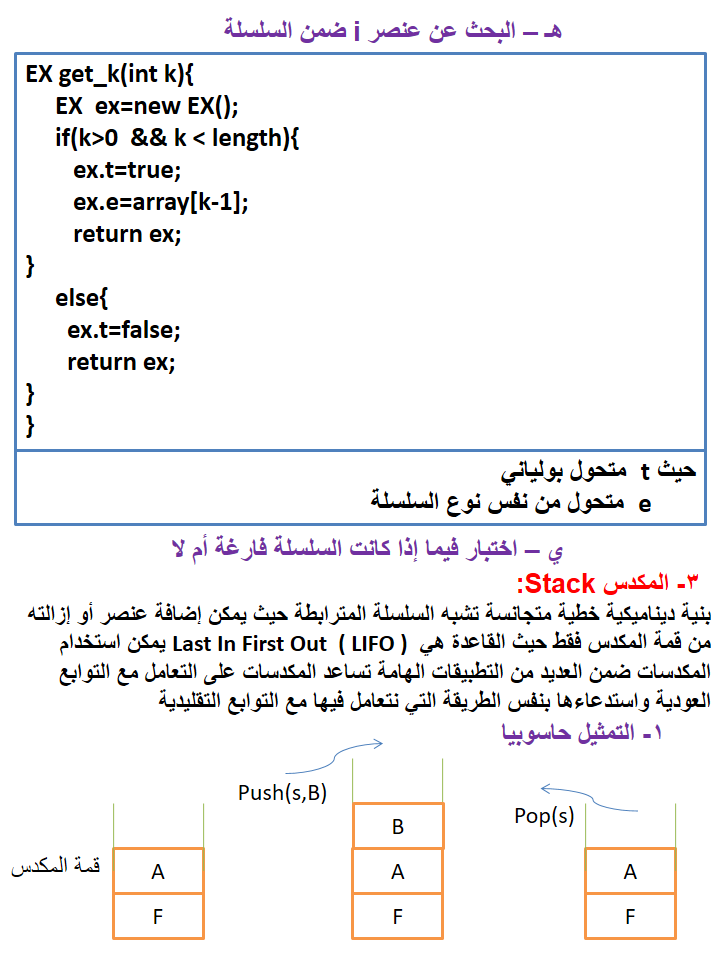 هـ – البحث عن عنصر i ضمن السلسلة
EX get_k(int k){
EX ex=new EX();
if(k>0 && k < length){
ex.t=true;
ex.e=array[k-1];
return ex;
}
else{
ex.t=false;
return ex;
}
}
حيث t متحول بولياني
e متحول من نفس نوع السلسلة
ي – اختبار فيما إذا كانت السلسلة فارغة أم لا
٣- المكدس Stack:
بنية ديناميكية خطية متجانسة تشبه السلسلة المترابطة حيث يمكن إضافة عنصر أو إزالته
من قمة المكدس فقط حيث القاعدة هي Last In First Out ( LIFO ) يمكن استخدام
المكدسات ضمن العديد من التطبيقات الهامة تساعد المكدسات على التعامل مع التوابع
العودية واستدعاءها بنفس الطريقة التي نتعامل فيها مع التوابع التقليدية
١- التمثيل حاسوبيا
Push(s,B)
Pop(s)
B
قمة المكدس
A
A
A
F
F
F